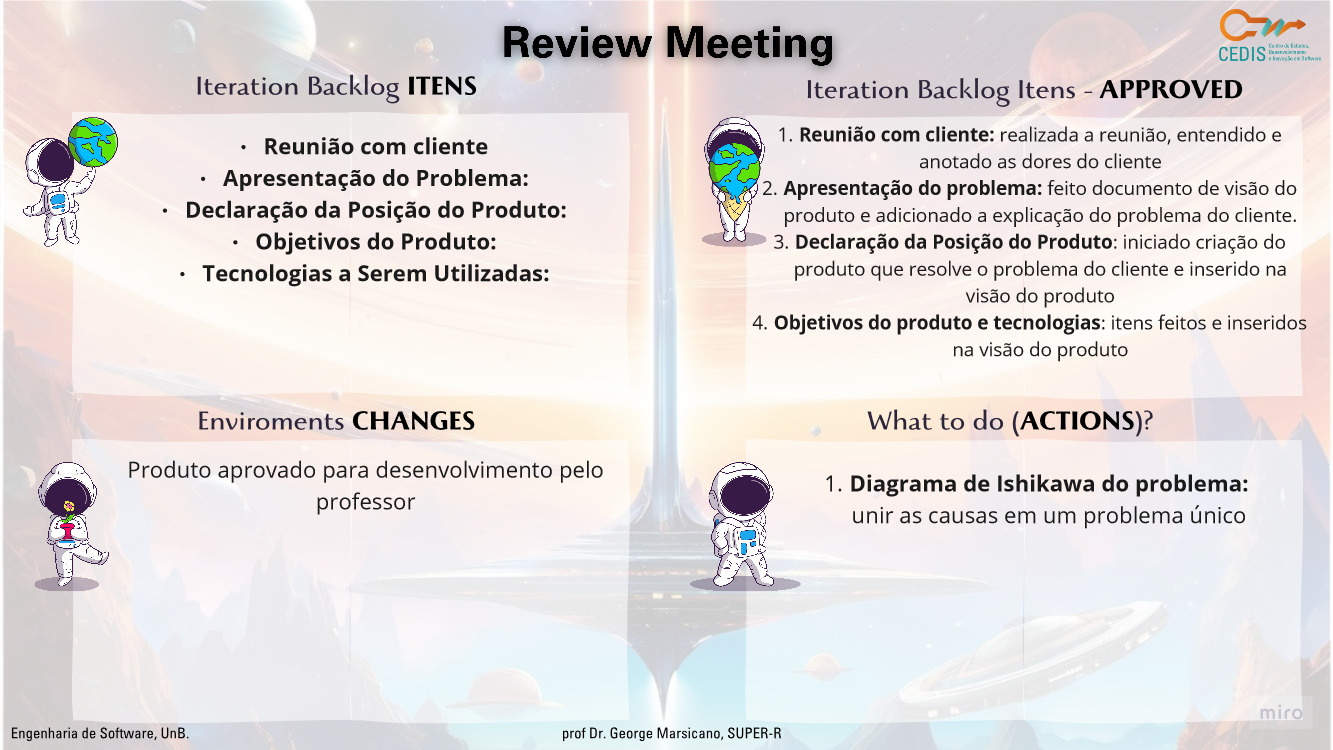 Review Meeting
CEDIS
Centro de Estudos,
Desenvolvimento
e Inovação em Software
Iteration Backlog ITENS
• Reunião com cliente
• Apresentação do Problema:
• Declaração da Posição do Produto:
• Objetivos do Produto:
• Tecnologias a Serem Utilizadas:
Iteration Backlog Itens - APPROVED
1. Reunião com cliente: realizada a reunião, entendido e
anotado as dores do cliente
2. Apresentação do problema: feito documento de visão do
produto e adicionado a explicação do problema do cliente.
3. Declaração da Posição do Produto: iniciado criação do
produto que resolve o problema do cliente e inserido na
visão do produto
4. Objetivos do produto e tecnologias: itens feitos e inseridos
na visão do produto
Enviroments CHANGES
Produto aprovado para desenvolvimento pelo
professor
What to do (ACTIONS)?
1. Diagrama de Ishikawa do problema:
unir as causas em um problema único
miro
Engenharia de Software, UnB.
prof Dr. George Marsicano, SUPER-R